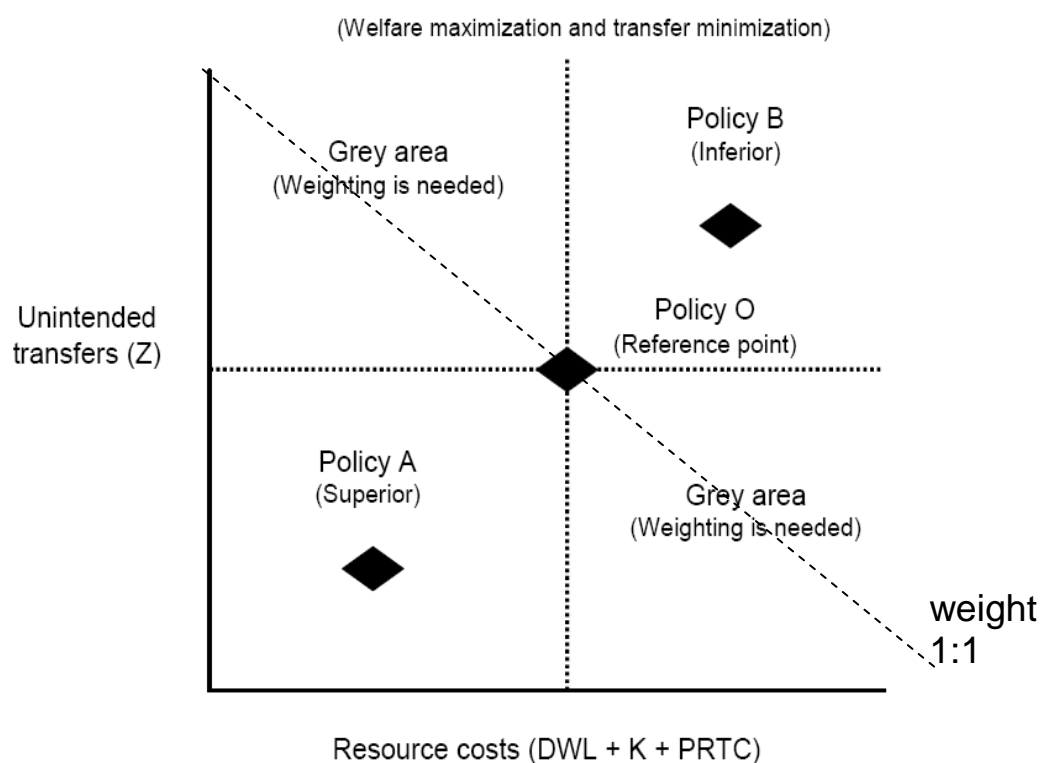 (Welfare maximization and transfer minimization)
Policy B
(Inferior)
Grey area
(Weighting is needed)
Policy O
(Reference point)
Unintended
transfers (Z)
Policy A
(Superior)
Grey area
(Weighting is needed)
weight
1:1
Resource costs (DWL + K + PRTC)